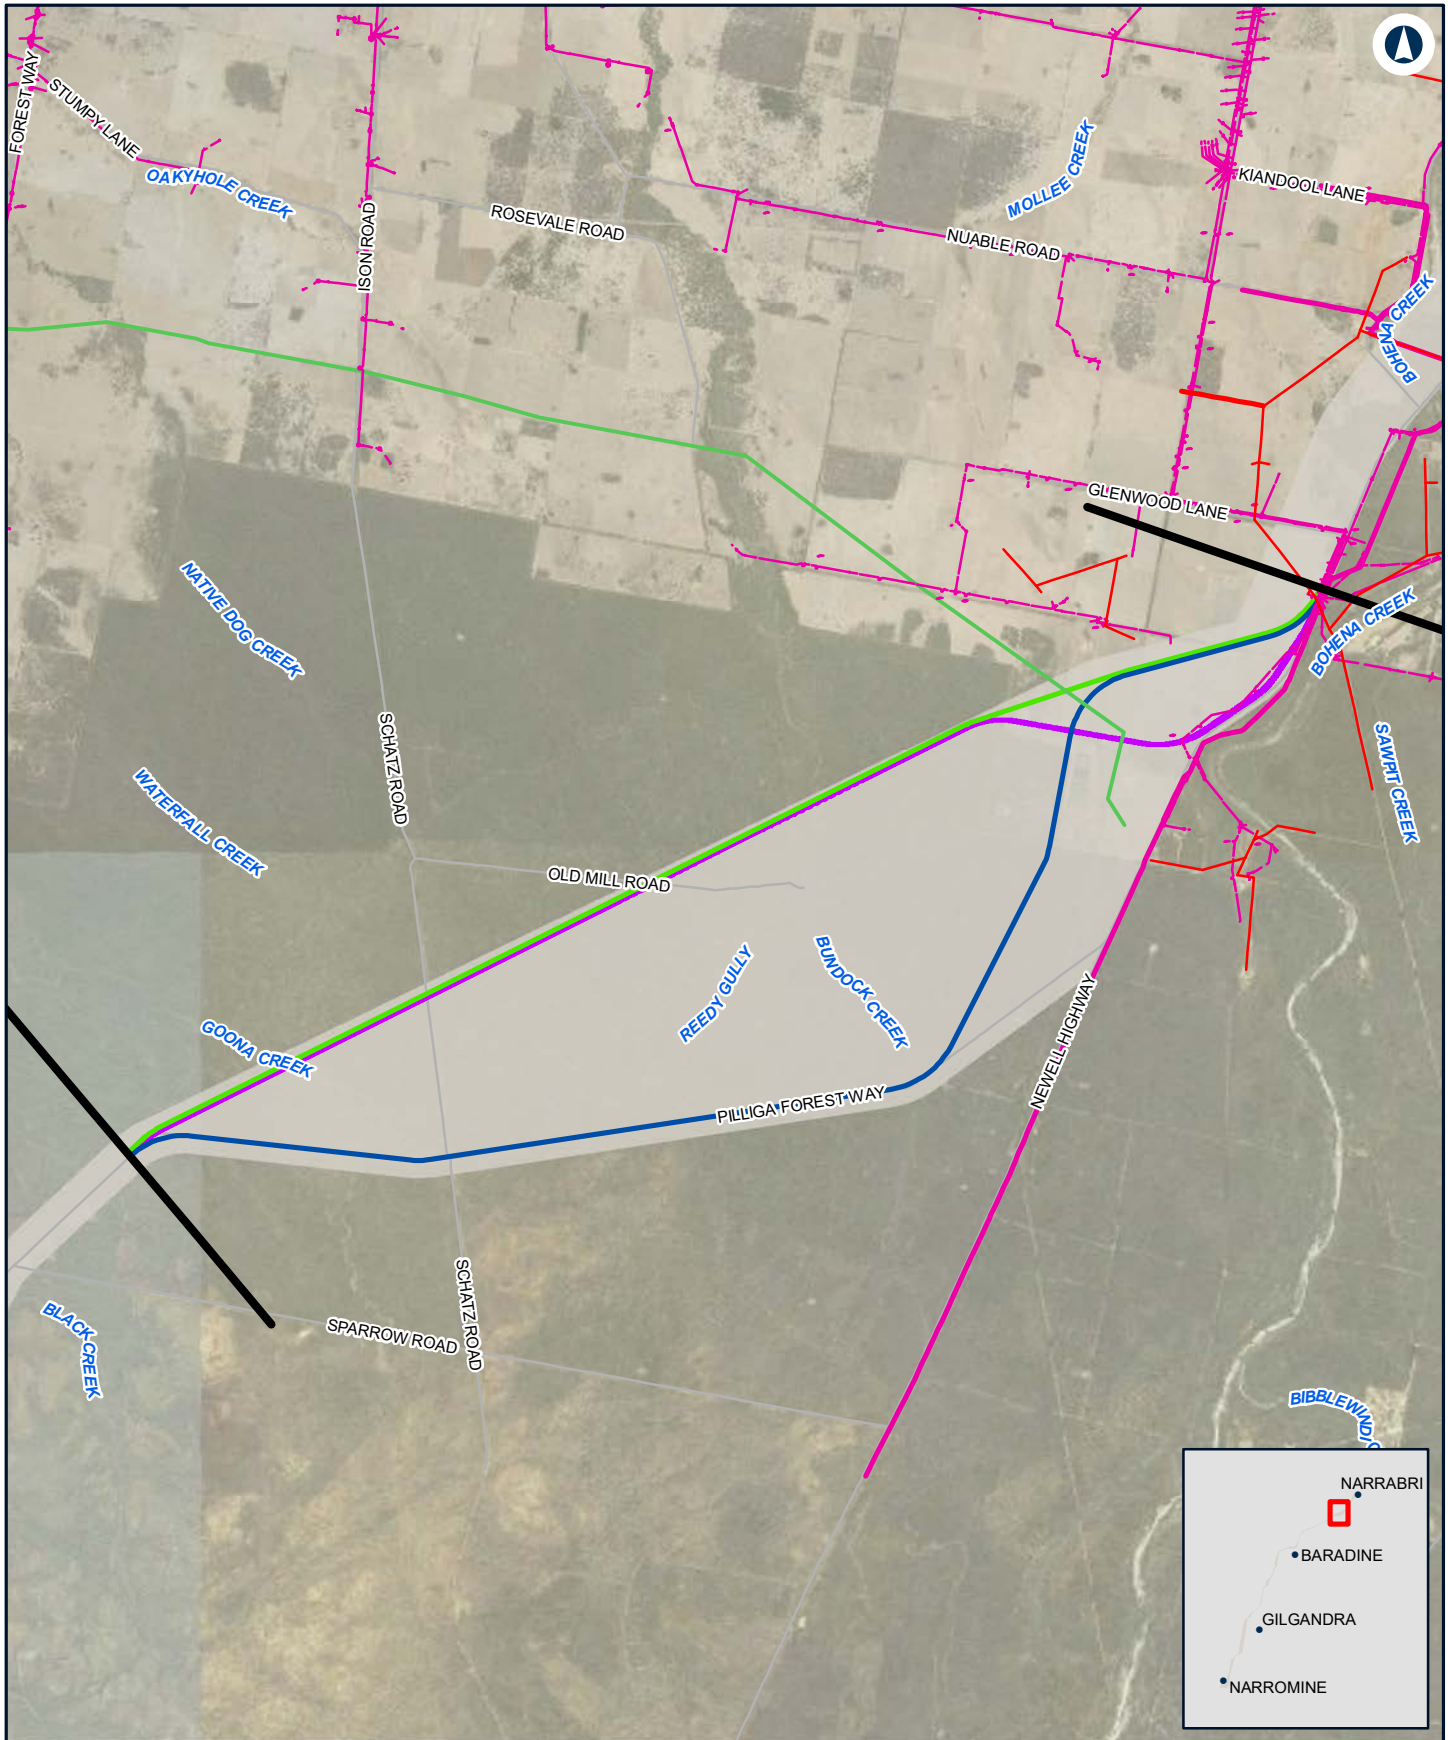 FOREST WAY
STUMPY LANE
OAKYHOLE CREEK
ISON ROAD
ROSEVALE ROAD
MOLLEE CREEK
KIANDOOL LANE
NUABLE ROAD
BOHENA CREEK
GLENWOOD LANE
NATIVE DOG CREEK
BOHENA CREEK
SCHATZ ROAD
SAWPIT CREEK
WATERFALL CREEK
OLD MILL ROAD
REEDY GULLY
BUNDOCK CREEK
GOONA CREEK
NEWELL HIGHWAY
PILLIGA FOREST WAY
BLACK CREEK
SPARROW ROAD
SCHATZ ROAD
BIBBLEWINDI C
NARRABRI
BARADINE
GILGANDRA
NARROMINE